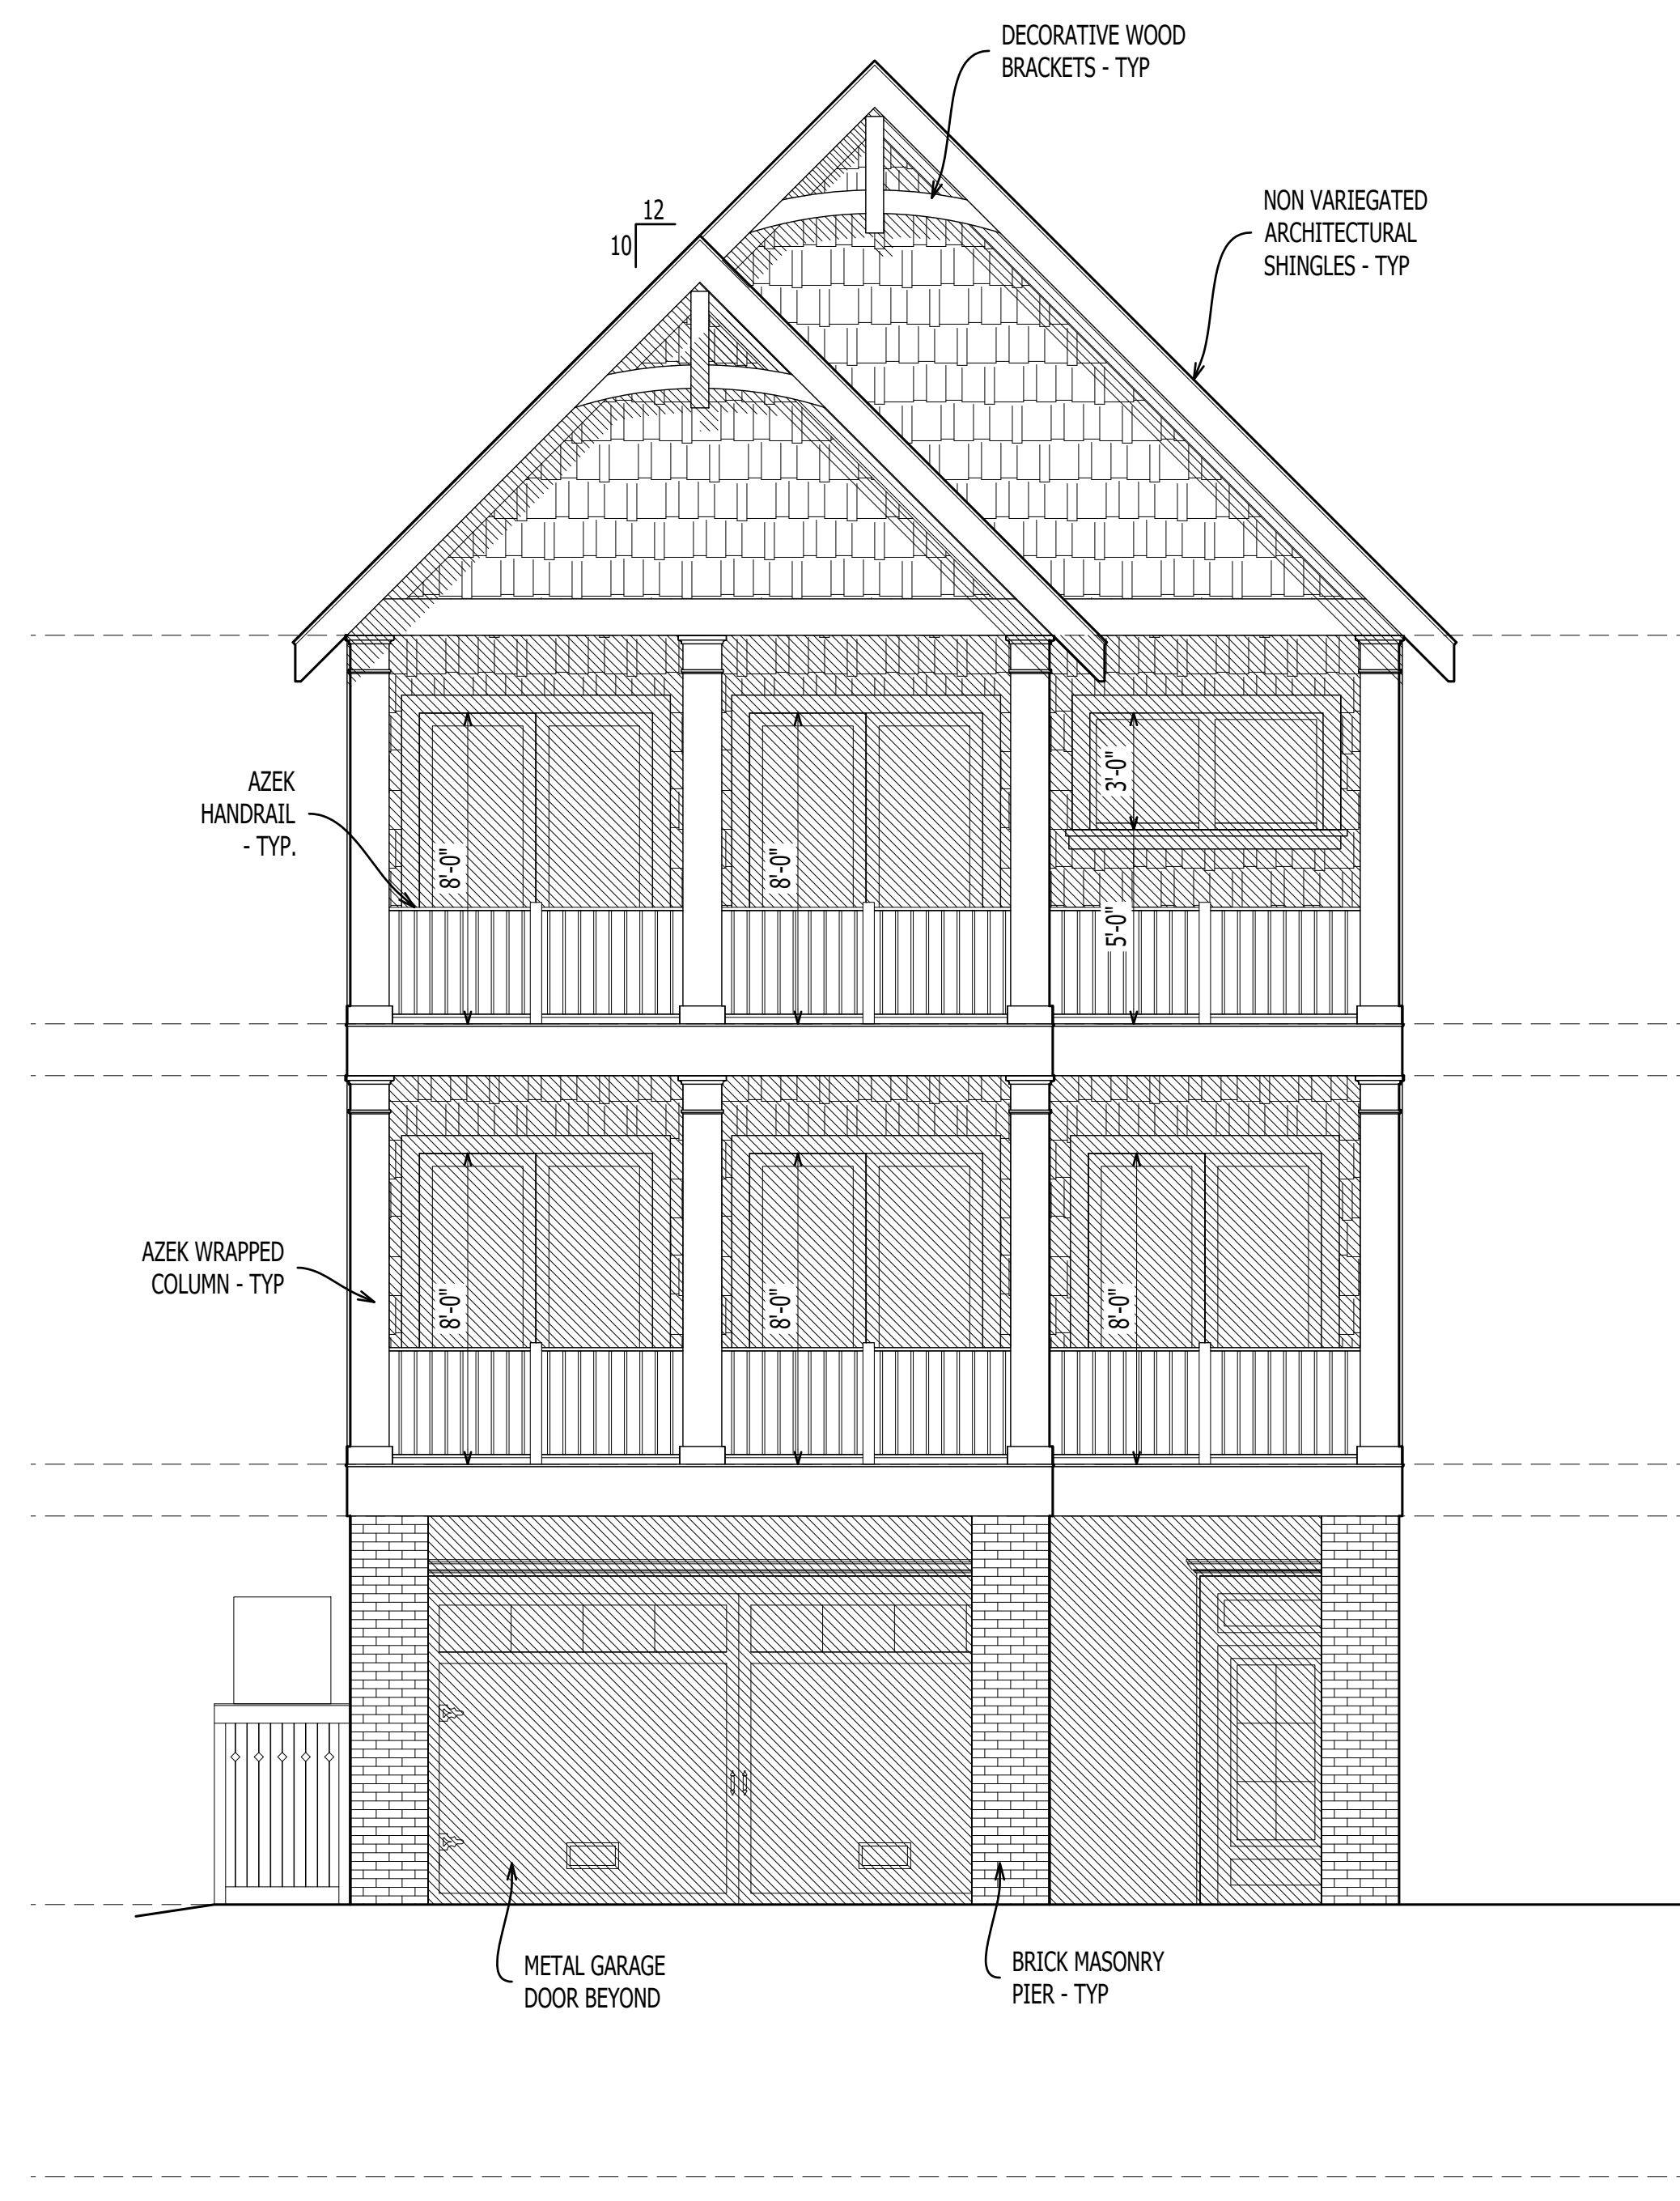 DECORATIVE WOOD
BRACKETS - TYP
NON VARIEGATED
ARCHITECTURAL
SHINGLES - TYP
12
10
AZEK
HANDRAIL
- TYP.
3'-0"
8'-0"
8'-0"
5'-0"
AZEK WRAPPED
COLUMN - TYP
8'-0"
8'-0"
8'-0"
METAL GARAGE
DOOR BEYOND
BRICK MASONRY
PIER - TYP